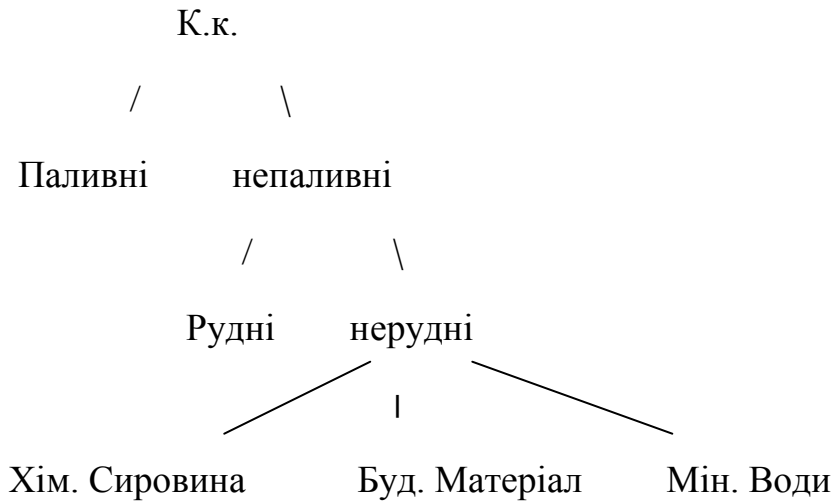 К.к.
Паливні непаливні
Рудні нерудні
Хім. Сировина Буд. Матеріал Мін. Води